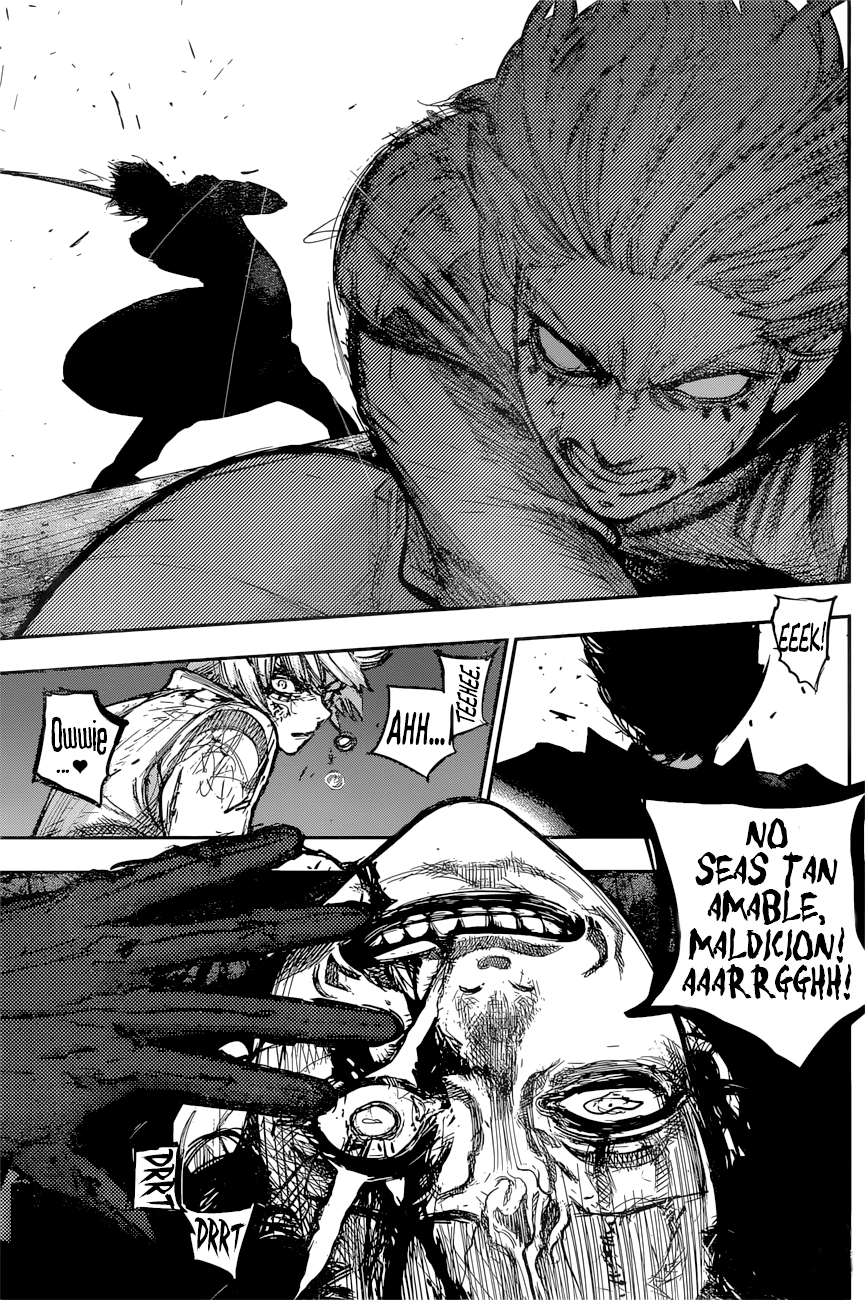 EEEK!
TEEHEE.
AHH...
Owwie
...♥
NO
SEAS TAN
AMABLE,
MALDICION!
AAARRGGHH!
DRRT
DRRT